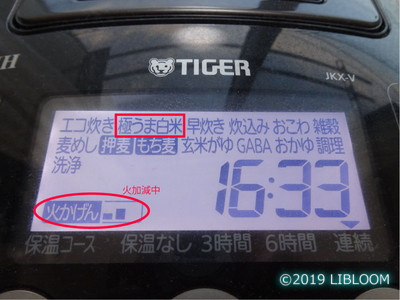 TIGER
JKX-V
IH
エコ炊き 極うま白米 早炊き 炊込み おこわ 雑穀
麦めし 押麦 もち麦 玄米がゆ GABA おかゆ 調理
洗浄
火加減中
火かげん
16:33
保温コース 保温なし 3時間 6時間 連続
©2019 LIBLOOM